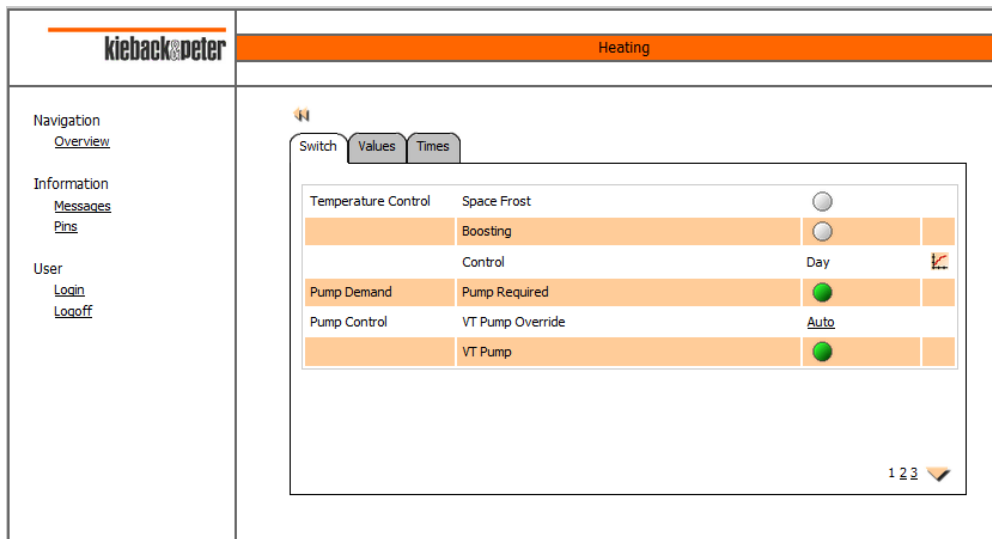 kieback&peter
Heating
Navigation
Overview
Information
Messages
Pins
User
Login
Logoff
Switch Values Times
Temperature Control Space Frost
Boosting
Control Day
Pump Demand Pump Required
Pump Control VT Pump Override Auto
VT Pump
1 2 3